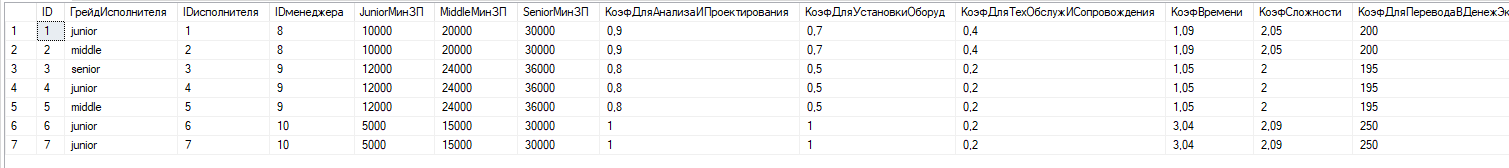 ID ГрейдИсполнителя IDисполнителя IDменеджера JuniorМинЗП MiddleМинЗП SeniorМинЗП КоэфДляАнализаИПроектирования КоэфДляУстановкиОборуд КоэфДляТехОбслужИСопровождения КоэфВремени КоэфСложности КоэфДляПереводаВДенежЭк
1 1 junior 1 8 10000 20000 30000 0,9 0,7 0,4 1,09 2,05 200
2 2 middle 2 8 10000 20000 30000 0,9 0,7 0,4 1,09 2,05 200
3 3 senior 3 9 12000 24000 36000 0,8 0,5 0,2 1,05 2 195
4 4 junior 4 9 12000 24000 36000 0,8 0,5 0,2 1,05 2 195
5 5 middle 5 9 12000 24000 36000 0,8 0,5 0,2 1,05 2 195
6 6 junior 6 10 5000 15000 30000 1 1 0,2 3,04 2,09 250
7 7 junior 7 10 5000 15000 30000 1 1 0,2 3,04 2,09 250